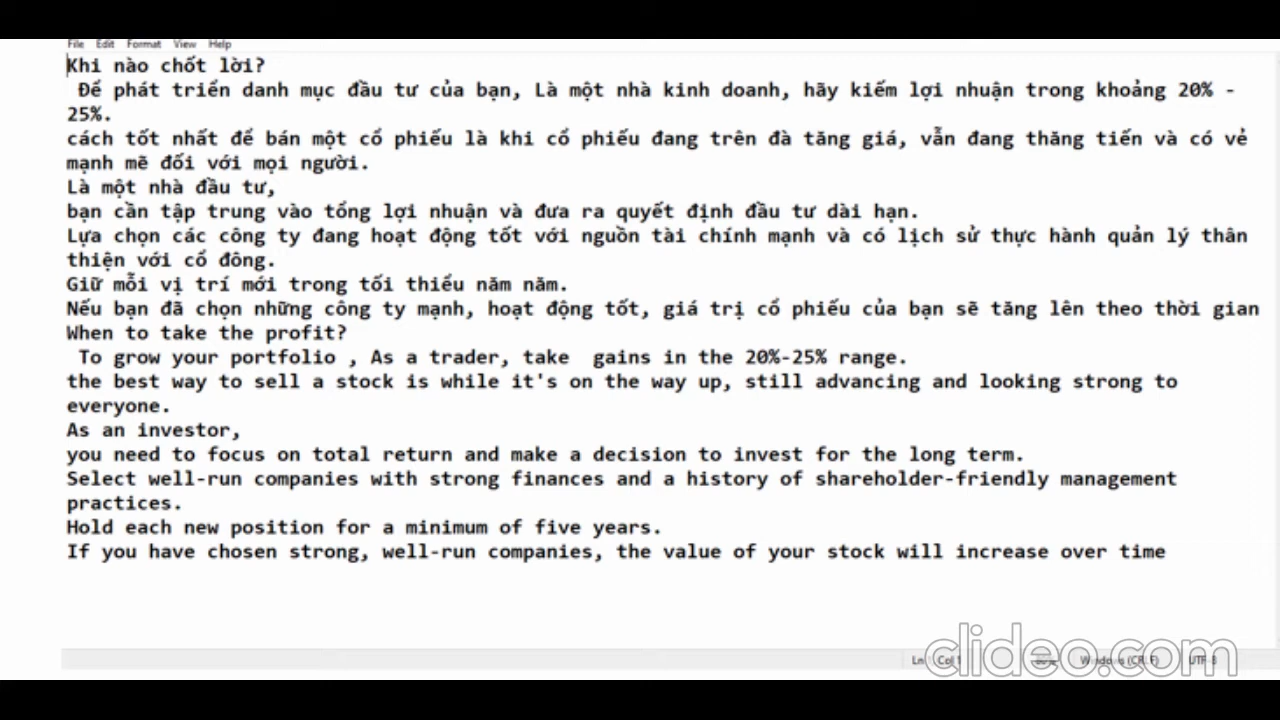 File Edit Format View Help
Khi nào chốt lời?
Để phát triển danh mục đầu tư của bạn, Là một nhà kinh doanh, hãy kiếm lợi nhuận trong khoảng 20% -
25%.
cách tốt nhất để bán một cổ phiếu là khi cổ phiếu đang trên đà tăng giá, vẫn đang thăng tiến và có vẻ
mạnh mẽ đối với mọi người.
Là một nhà đầu tư,
bạn cần tập trung vào tổng lợi nhuận và đưa ra quyết định đầu tư dài hạn.
Lựa chọn các công ty đang hoạt động tốt với nguồn tài chính mạnh và có lịch sử thực hành quản lý thân
thiện với cổ đông.
Giữ mỗi vị trí mới trong tối thiểu năm năm.
Nếu bạn đã chọn những công ty mạnh, hoạt động tốt, giá trị cổ phiếu của bạn sẽ tăng lên theo thời gian
When to take the profit?
To grow your portfolio , As a trader, take  gains in the 20%-25% range.
the best way to sell a stock is while it's on the way up, still advancing and looking strong to
everyone.
As an investor,
you need to focus on total return and make a decision to invest for the long term.
Select well-run companies with strong finances and a history of shareholder-friendly management
practices.
Hold each new position for a minimum of five years.
If you have chosen strong, well-run companies, the value of your stock will increase over time
Ln Col Windows (CRLF) UTF-8
clideo.com